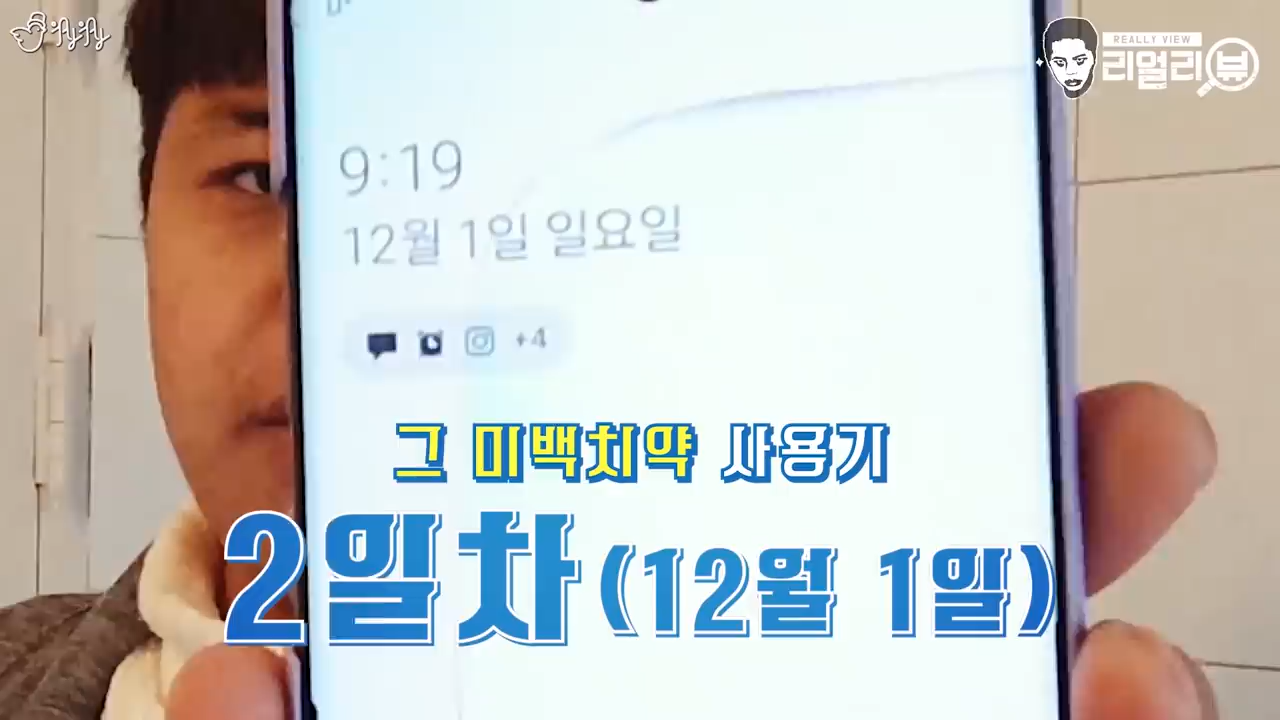 REALLY VIEW
리얼리뷰
9:19
12월 1일 일요일
+4
그 미백치약 사용기
2일차 (12월 1일)